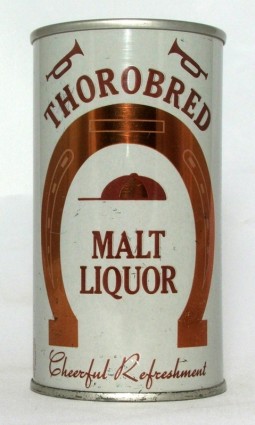 THOROBRED
MALT
LIQUOR
Cheerful Refreshment